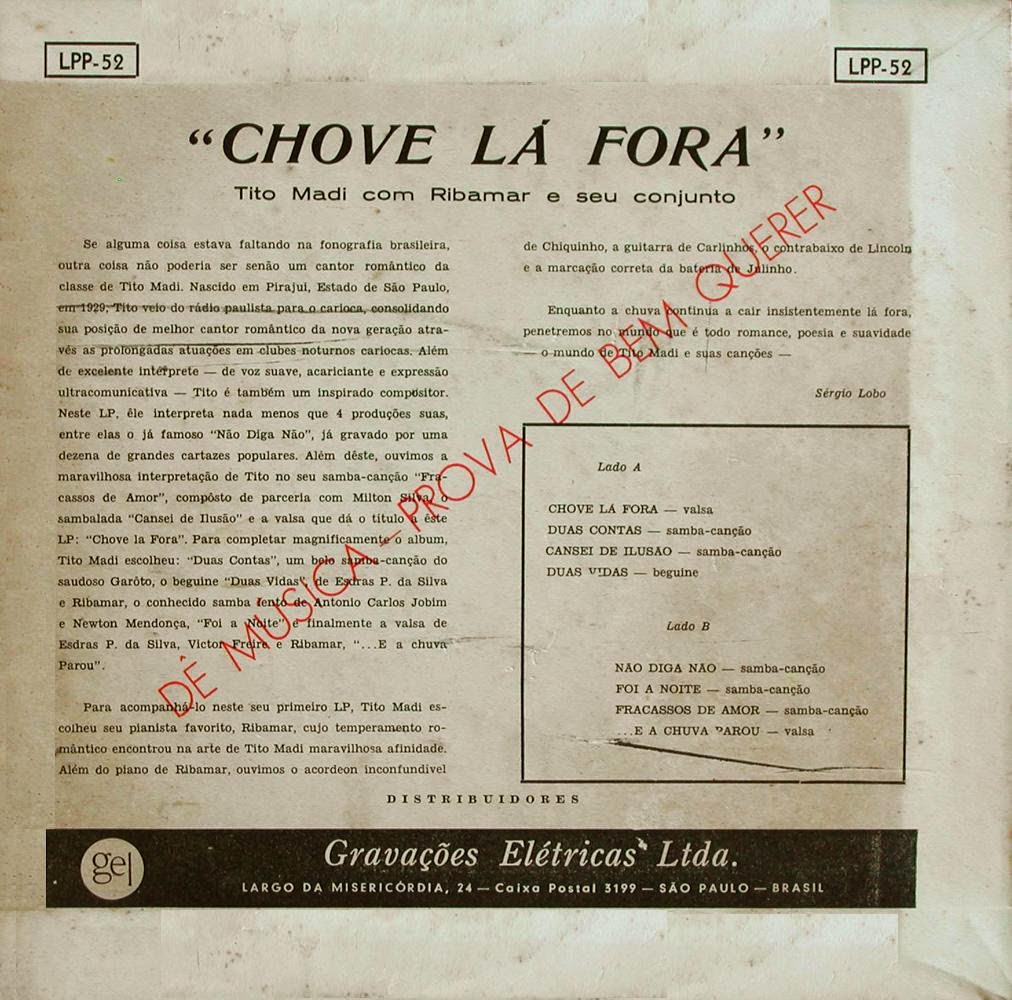 LPP-52
LPP-52
“CHOVE LÁ FORA”
Tito Madi com Ribamar e seu conjunto
Se alguma coisa estava faltando na fonografia brasileira,
outra coisa não poderia ser senão um cantor romântico da
classe de Tito Madi. Nascido em Pirajui, Estado de São Paulo,
em 1929, Tito veio do rádio paulista para o carioca, consolidando
sua posição de melhor cantor romântico da nova geração atra-
vés as prolongadas atuações em clubes noturnos cariocas. Além
de excelente intérprete — de voz suave, acariciante e expressão
ultracomunicativa — Tito é também um inspirado compositor.
Neste LP, êle interpreta nada menos que 4 produções suas,
entre elas o já famoso “Não Diga Não”, já gravado por uma
dezena de grandes cartazes populares. Além dêste, ouvimos a
maravilhosa interpretação de Tito no seu samba-canção “Fra-
cassos de Amor”, compôsto de parceria com Milton Silva, o
sambalada “Cansei de Ilusão” e a valsa que dá o título a êste
LP: “Chove la Fora”. Para completar magnificamente o album,
Tito Madi escolheu: “Duas Contas”, um belo samba-canção do
saudoso Garôto, o beguine “Duas Vidas”, de Esdras P. da Silva
e Ribamar, o conhecido samba lento de Antonio Carlos Jobim
e Newton Mendonça, “Foi a Noite” e finalmente a valsa de
Esdras P. da Silva, Victor Freire e Ribamar, “...E a chuva
Parou”.
Para acompanhá-lo neste seu primeiro LP, Tito Madi es-
colheu seu pianista favorito, Ribamar, cujo temperamento ro-
mântico encontrou na arte de Tito Madi maravilhosa afinidade.
Além do piano de Ribamar, ouvimos o acordeon inconfundivel
de Chiquinho, a guitarra de Carlinhos, o contrabaixo de Lincoln
e a marcação correta da bateria de Julinho.
Enquanto a chuva continua a cair insistentemente lá fora,
penetremos no mundo que é todo romance, poesia e suavidade
— o mundo de Tito Madi e suas canções —
Sérgio Lobo
DÊ MÚSICA — PROVA DE BEM QUERER
Lado A
CHOVE LÁ FORA — valsa
DUAS CONTAS — samba-canção
CANSEI DE ILUSAO — samba-canção
DUAS VIDAS — beguine
Lado B
NAO DIGA NAO — samba-canção
FOI A NOITE — samba-canção
FRACASSOS DE AMOR — samba-canção
...E A CHUVA PAROU — valsa
DISTRIBUIDORES
gel
Gravações Elétricas Ltda.
LARGO DA MISERICÓRDIA, 24 — Caixa Postal 3199 — SÃO PAULO — BRASIL